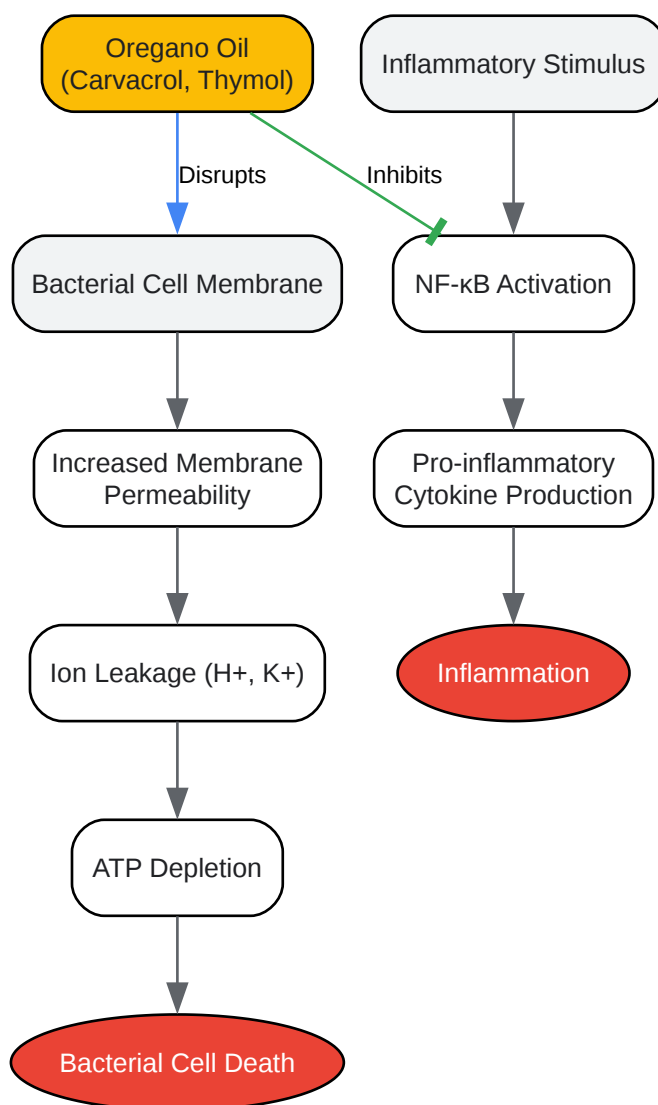 Oregano Oil
(Carvacrol, Thymol)
Inflammatory Stimulus
Disrupts
Inhibits
Bacterial Cell Membrane
NF-κB Activation
Increased Membrane
Permeability
Pro-inflammatory
Cytokine Production
Ion Leakage (H+, K+)
Inflammation
ATP Depletion
Bacterial Cell Death